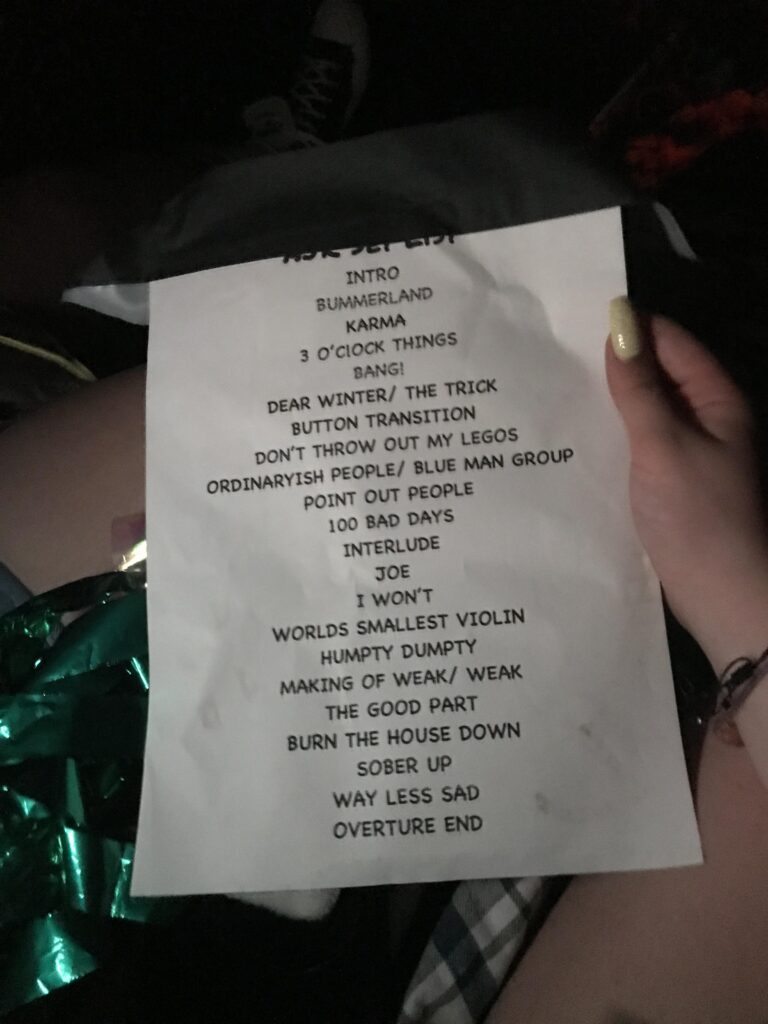 SET LIST
INTRO
BUMMERLAND
KARMA
3 O'CLOCK THINGS
BANG!
DEAR WINTER/ THE TRICK
BUTTON TRANSITION
DON'T THROW OUT MY LEGOS
ORDINARYISH PEOPLE/ BLUE MAN GROUP
POINT OUT PEOPLE
100 BAD DAYS
INTERLUDE
JOE
I WON'T
WORLDS SMALLEST VIOLIN
HUMPTY DUMPTY
MAKING OF WEAK/ WEAK
THE GOOD PART
BURN THE HOUSE DOWN
SOBER UP
WAY LESS SAD
OVERTURE END